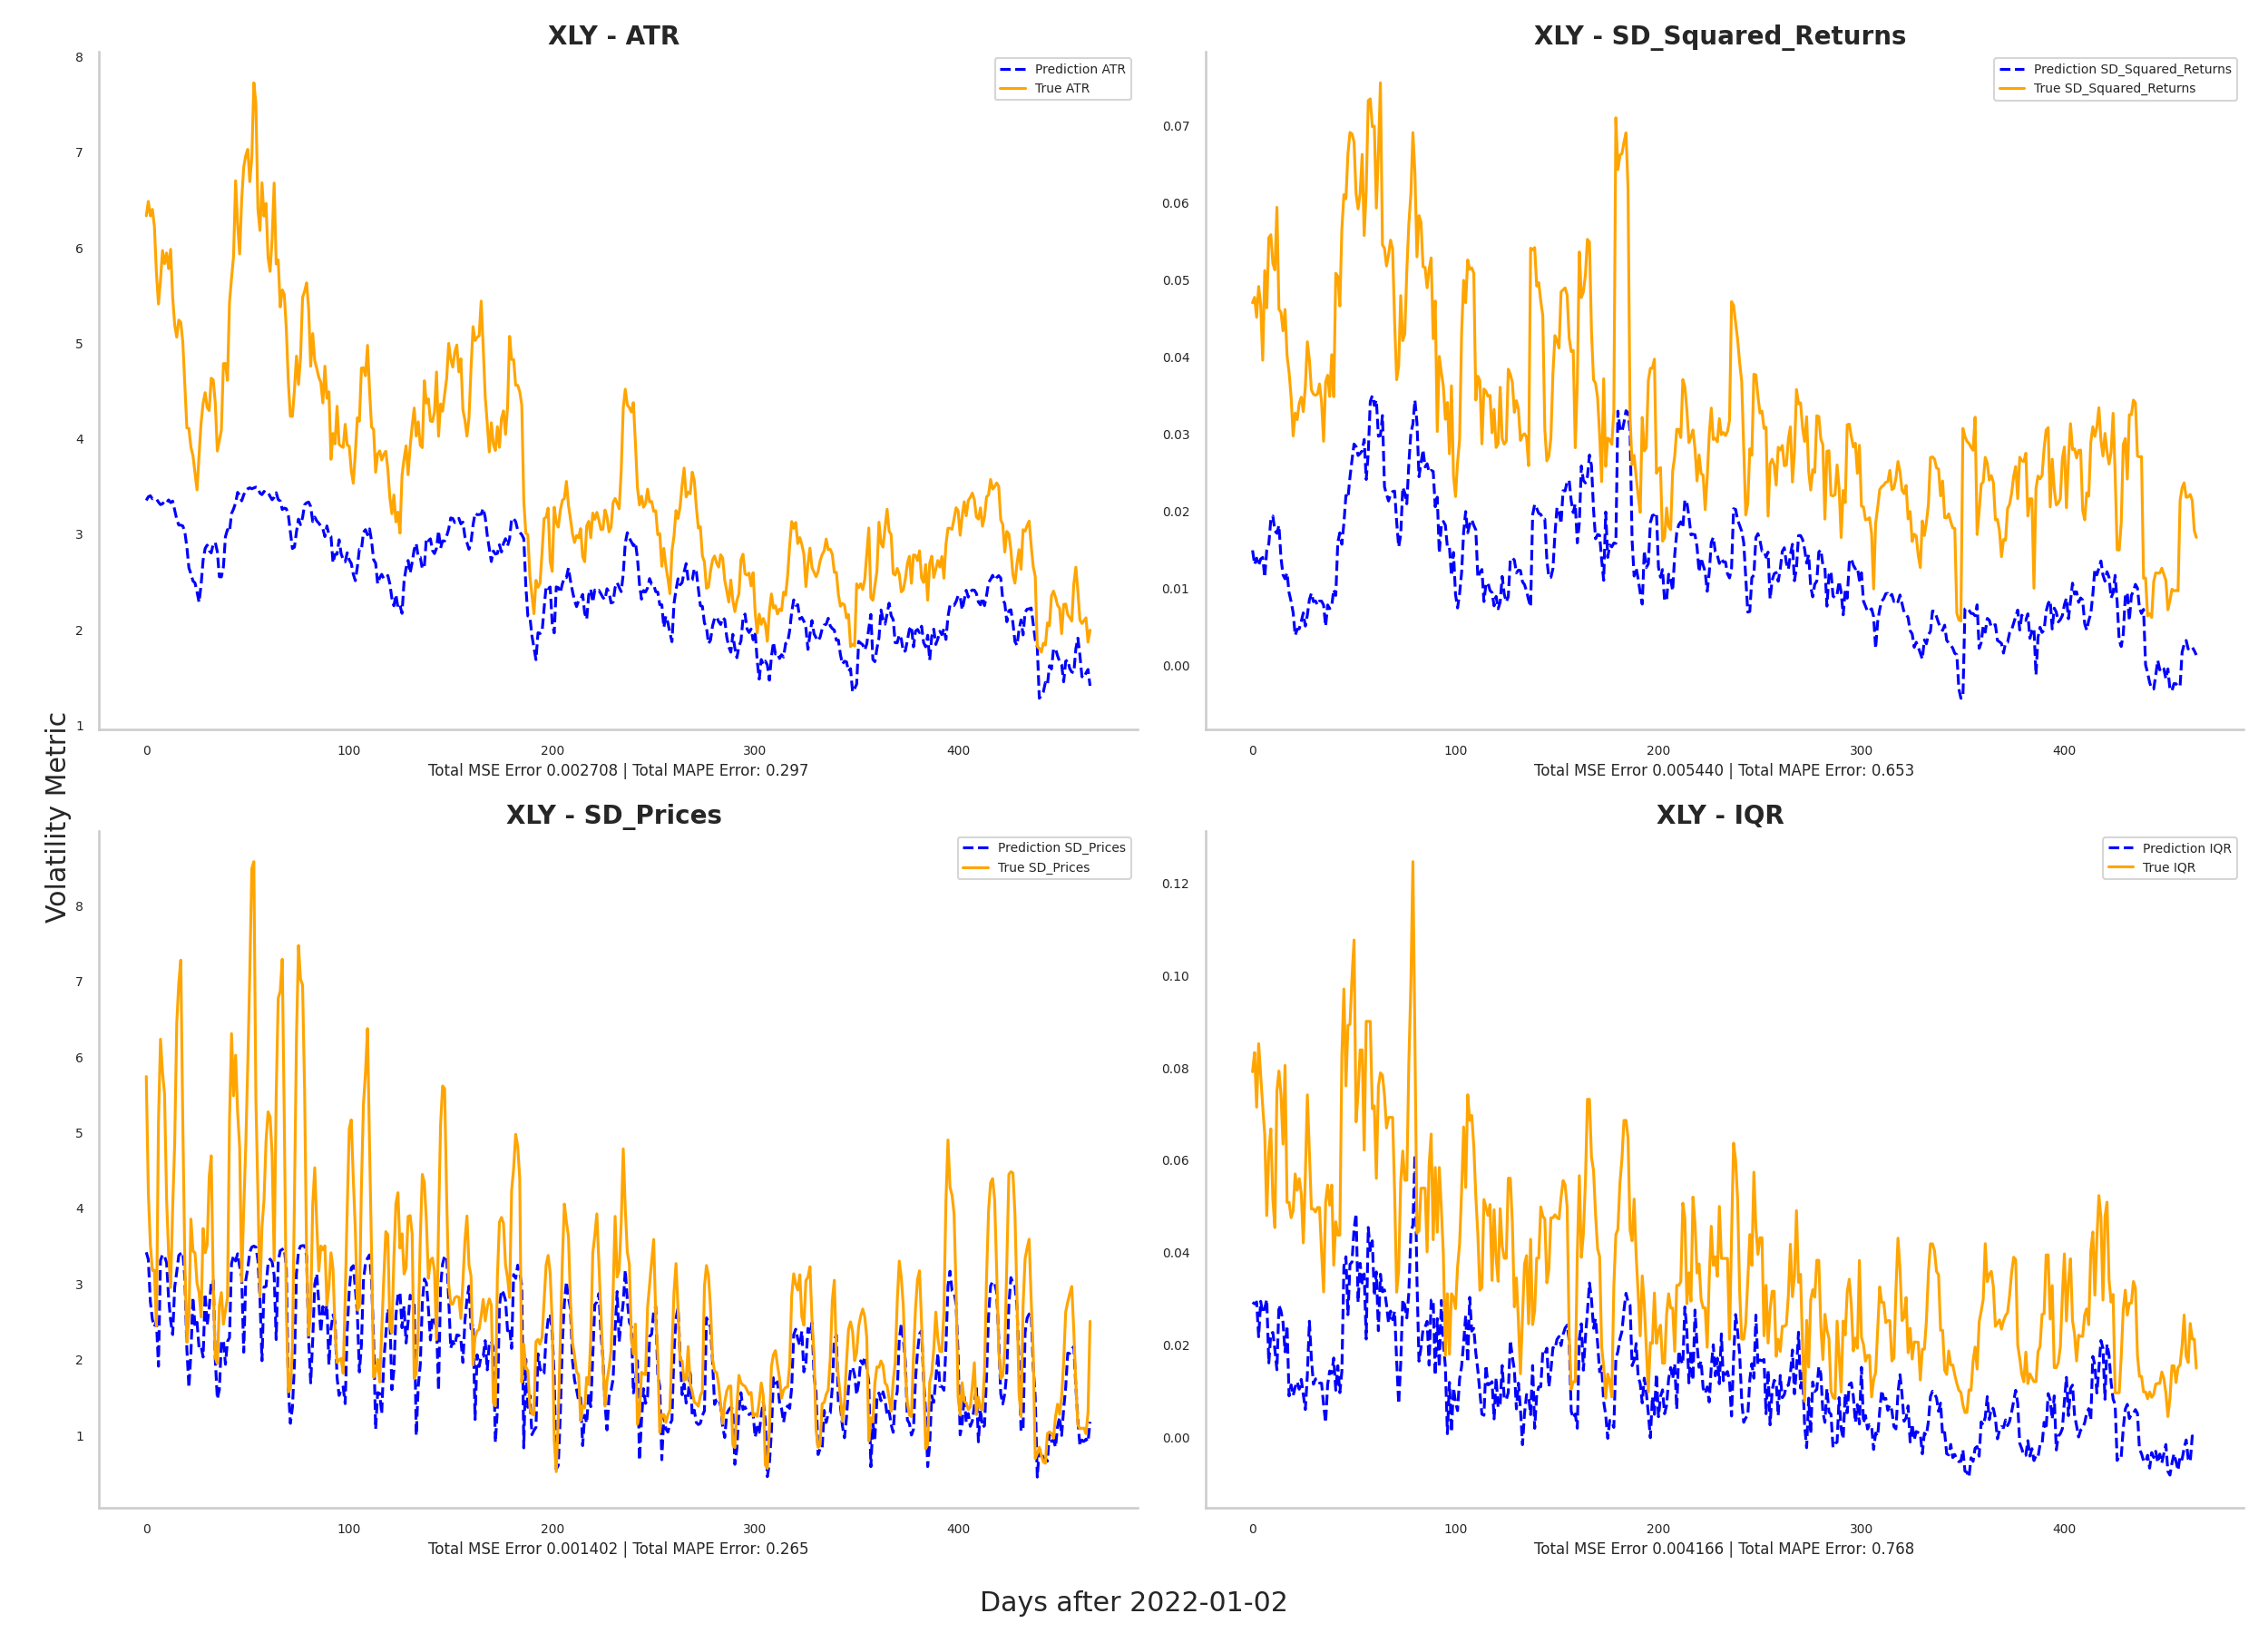 XLY - ATR
Prediction ATR
True ATR
8
7
6
5
4
3
2
1
0 100 200 300 400
Total MSE Error 0.002708 | Total MAPE Error: 0.297
XLY - SD_Squared_Returns
Prediction SD_Squared_Returns
True SD_Squared_Returns
0.07
0.06
0.05
0.04
0.03
0.02
0.01
0.00
0 100 200 300 400
Total MSE Error 0.005440 | Total MAPE Error: 0.653
Volatility Metric
XLY - SD_Prices
Prediction SD_Prices
True SD_Prices
8
7
6
5
4
3
2
1
0 100 200 300 400
Total MSE Error 0.001402 | Total MAPE Error: 0.265
XLY - IQR
Prediction IQR
True IQR
0.12
0.10
0.08
0.06
0.04
0.02
0.00
0 100 200 300 400
Total MSE Error 0.004166 | Total MAPE Error: 0.768
Days after 2022-01-02